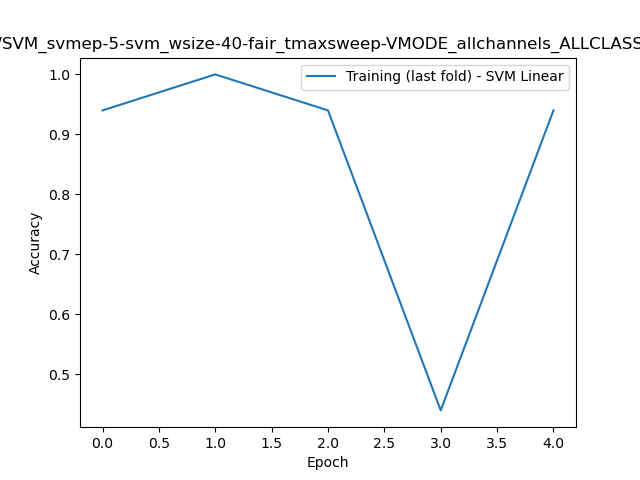 /SVM_svmep-5-svm_wsize-40-fair_tmaxsweep-VMODE_allchannels_ALLCLASS
Training (last fold) - SVM Linear
1.0
0.9
0.8
0.7
0.6
0.5
Accuracy
0.0 0.5 1.0 1.5 2.0 2.5 3.0 3.5 4.0
Epoch